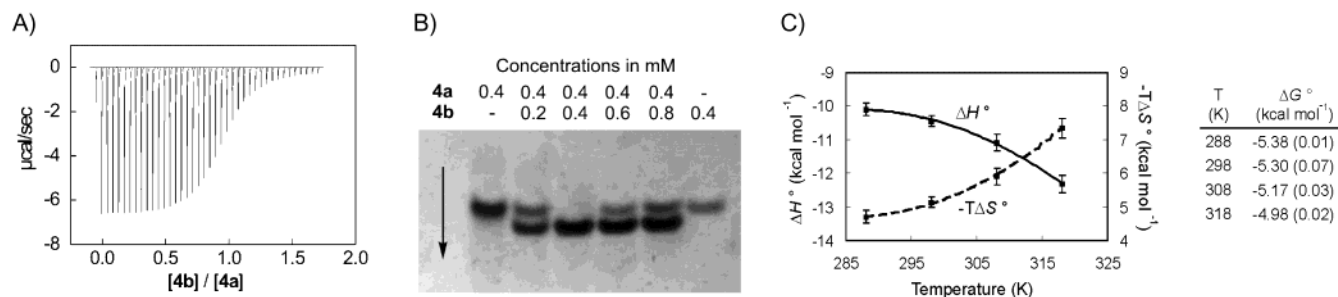 A)
0
-2
-4
-6
-8
µcal/sec
0.0 0.5 1.0 1.5 2.0
[4b] / [4a]
B)
Concentrations in mM
4a 0.4 0.4 0.4 0.4 0.4 -
4b - 0.2 0.4 0.6 0.8 0.4
C)
-9
-10
-11
-12
-13
-14
ΔH° (kcal mol⁻¹)
ΔH°
-TΔS°
9
8
7
6
5
4
-TΔS° (kcal mol⁻¹)
285 295 305 315 325
Temperature (K)
T ΔG°
(K) (kcal mol⁻¹)
288 -5.38 (0.01)
298 -5.30 (0.07)
308 -5.17 (0.03)
318 -4.98 (0.02)